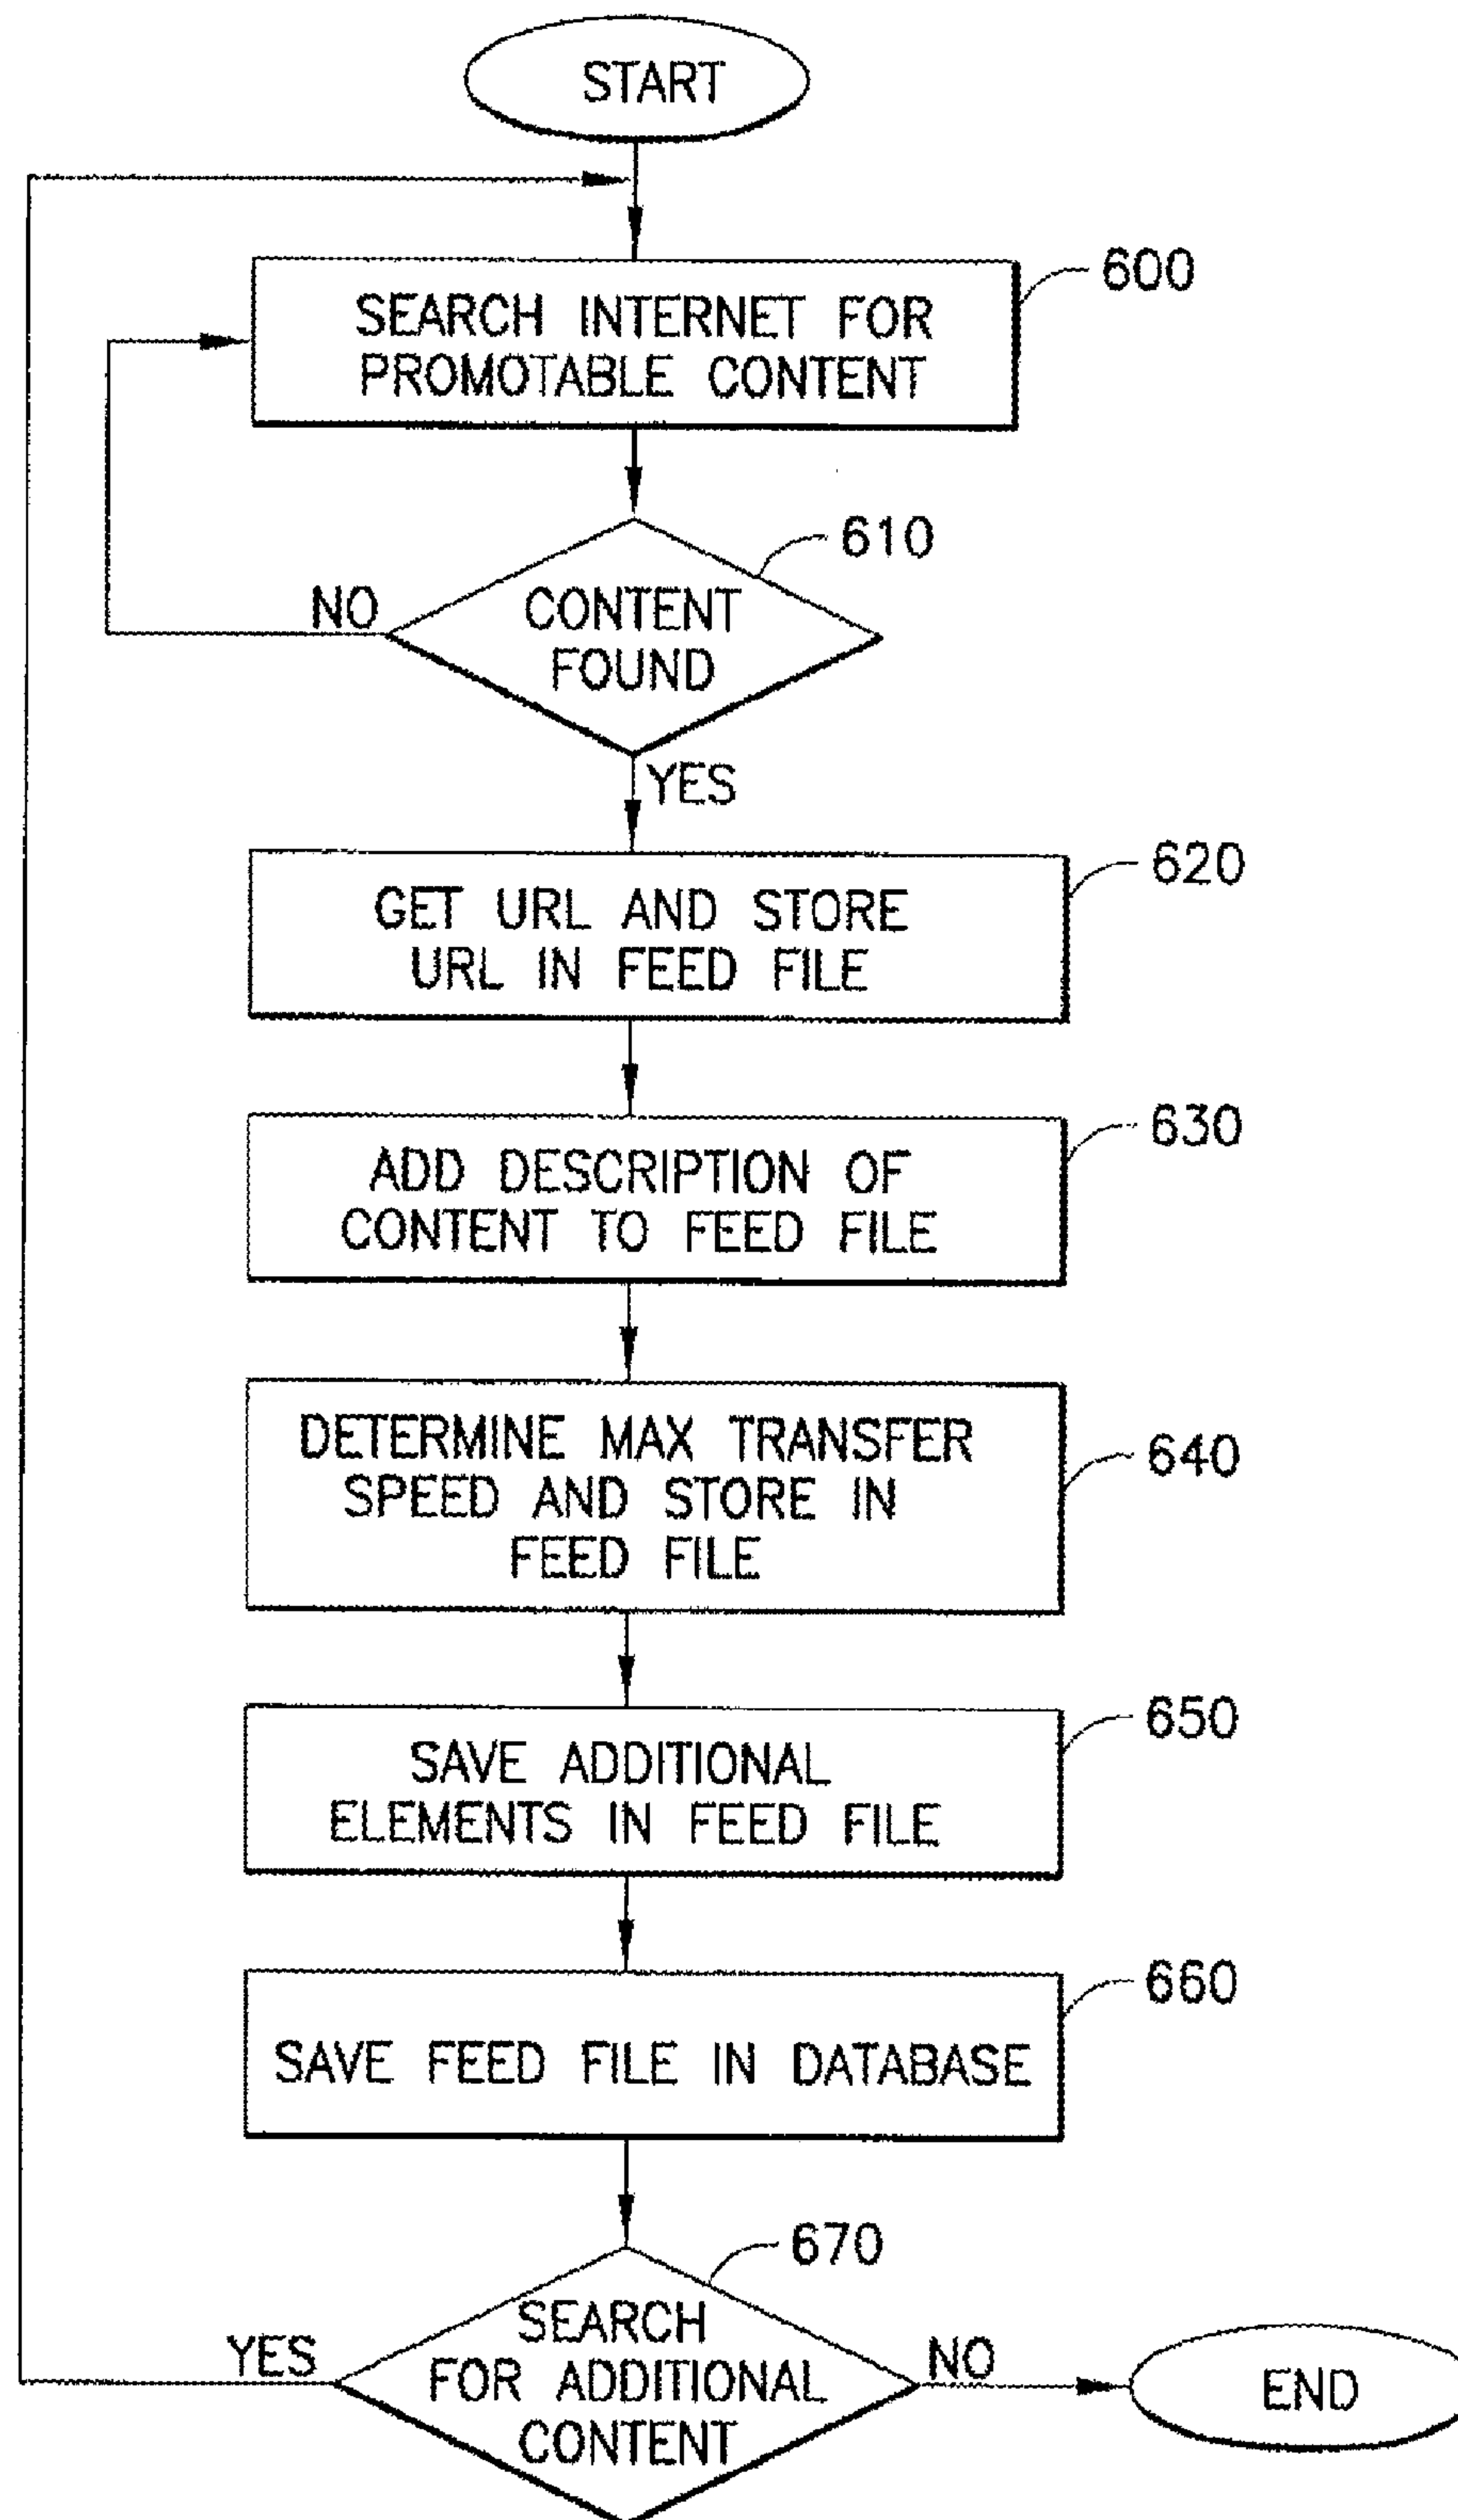 START
600
SEARCH INTERNET FOR
PROMOTABLE CONTENT
610
NO
CONTENT
FOUND
YES
620
GET URL AND STORE
URL IN FEED FILE
630
ADD DESCRIPTION OF
CONTENT TO FEED FILE
640
DETERMINE MAX TRANSFER
SPEED AND STORE IN
FEED FILE
650
SAVE ADDITIONAL
ELEMENTS IN FEED FILE
660
SAVE FEED FILE IN DATABASE
670
YES
SEARCH
FOR ADDITIONAL
CONTENT
NO
END